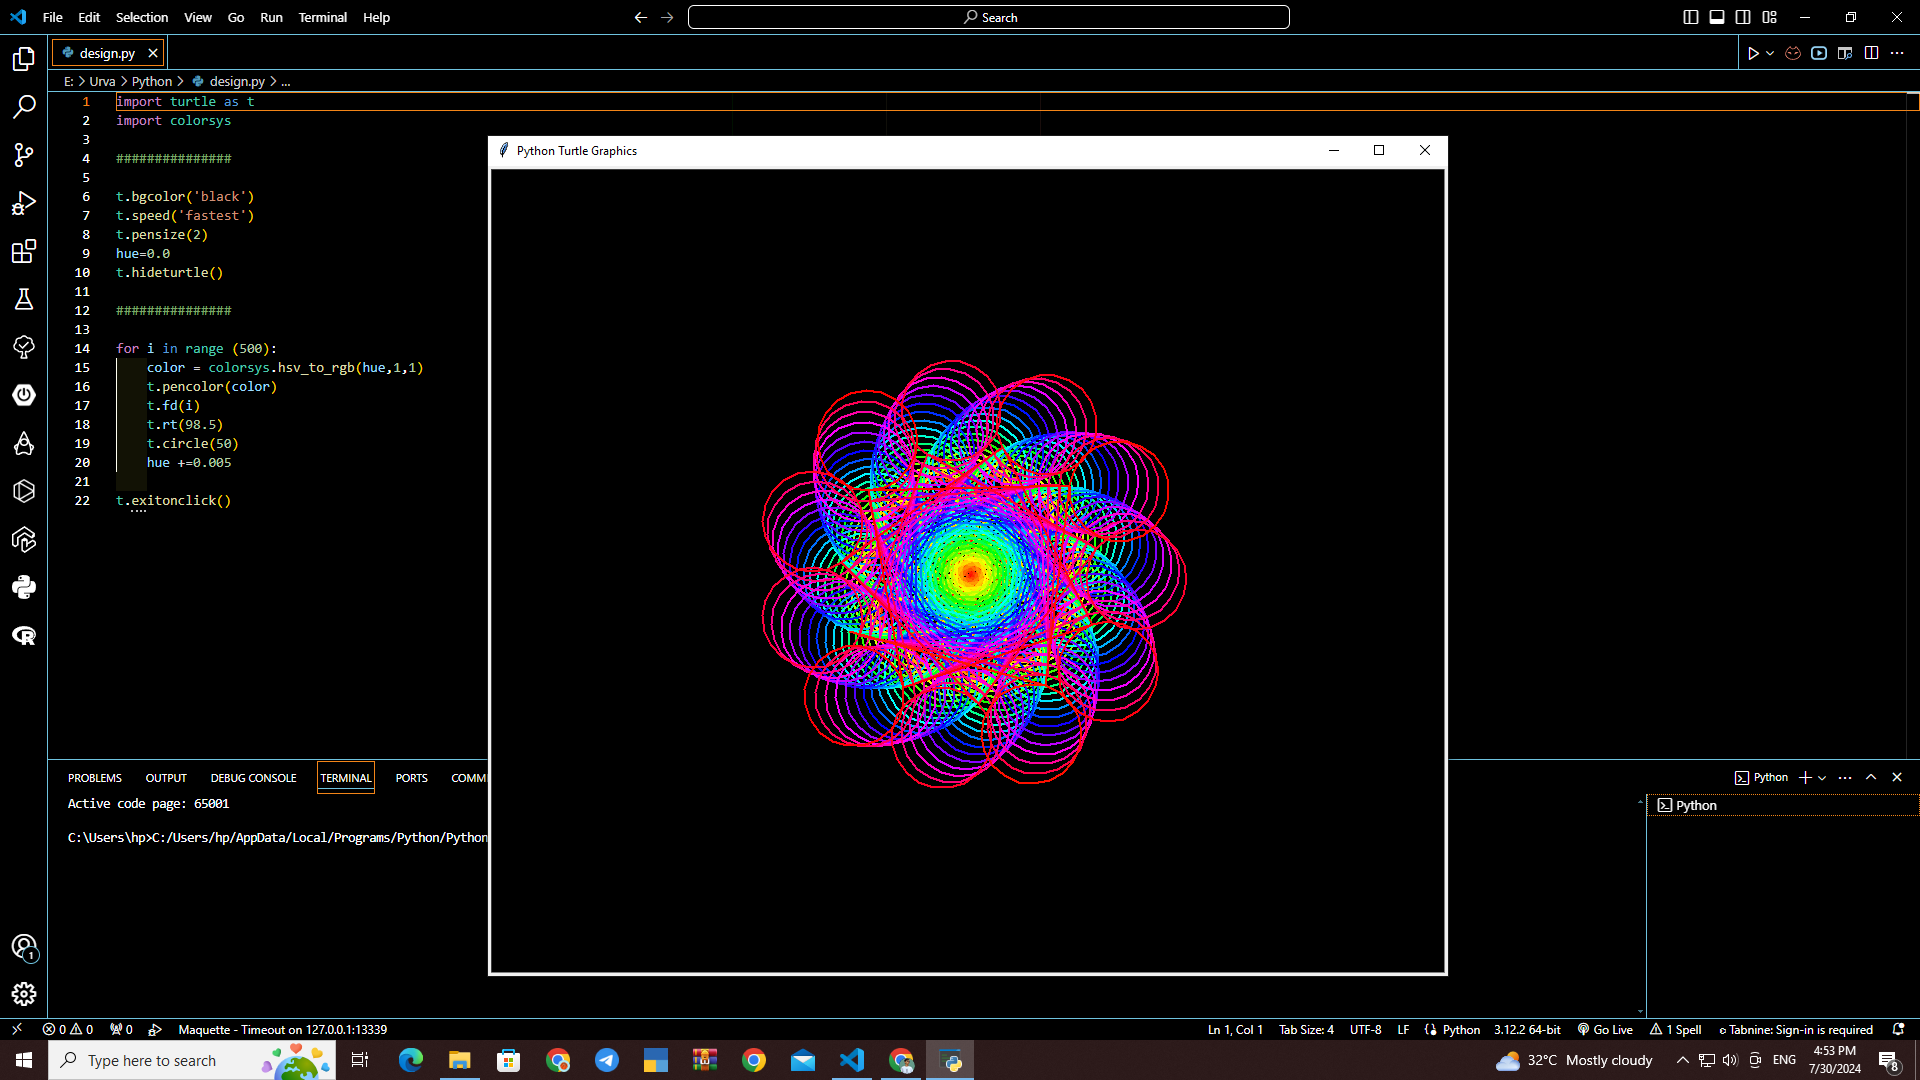 File Edit Selection View Go Run Terminal Help
Search
design.py
E: > Urva > Python > design.py > ...
1 import turtle as t
2 import colorsys
3
4 ###############
5
6 t.bgcolor('black')
7 t.speed('fastest')
8 t.pensize(2)
9 hue=0.0
10 t.hideturtle()
11
12 ###############
13
14 for i in range (500):
15 color = colorsys.hsv_to_rgb(hue,1,1)
16 t.pencolor(color)
17 t.fd(i)
18 t.rt(98.5)
19 t.circle(50)
20 hue +=0.005
21
22 t.exitonclick()
Python Turtle Graphics
PROBLEMS OUTPUT DEBUG CONSOLE TERMINAL PORTS COMM
Python
Active code page: 65001
Python
C:\Users\hp>C:/Users/hp/AppData/Local/Programs/Python/Python
1
0 0 0 Maquette - Timeout on 127.0.0.1:13339 Ln 1, Col 1 Tab Size: 4 UTF-8 LF Python 3.12.2 64-bit Go Live 1 Spell Tabnine: Sign-in is required
Type here to search
32°C Mostly cloudy ENG
4:53 PM
7/30/2024
8